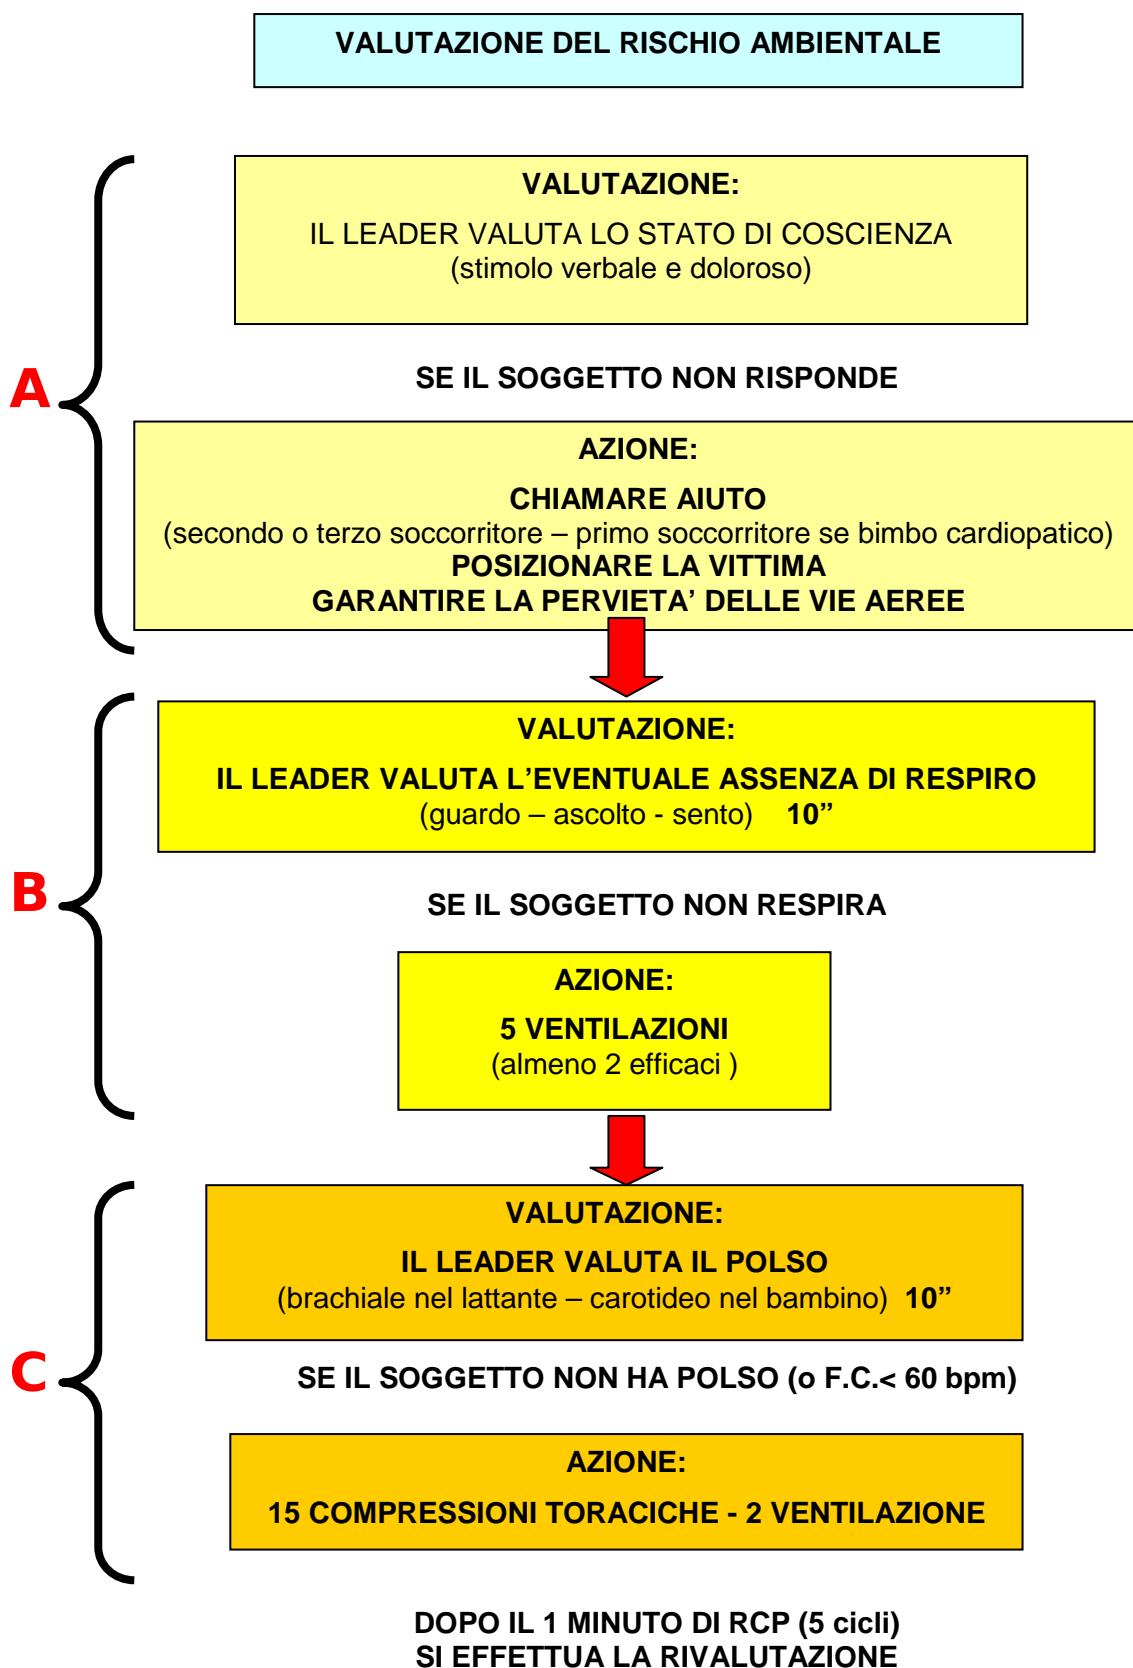 VALUTAZIONE DEL RISCHIO AMBIENTALE
A
VALUTAZIONE:
IL LEADER VALUTA LO STATO DI COSCIENZA
(stimolo verbale e doloroso)
SE IL SOGGETTO NON RISPONDE
AZIONE:
CHIAMARE AIUTO
(secondo o terzo soccorritore – primo soccorritore se bimbo cardiopatico)
POSIZIONARE LA VITTIMA
GARANTIRE LA PERVIETA’ DELLE VIE AEREE
B
VALUTAZIONE:
IL LEADER VALUTA L’EVENTUALE ASSENZA DI RESPIRO
(guardo – ascolto - sento) 10”
SE IL SOGGETTO NON RESPIRA
AZIONE:
5 VENTILAZIONI
(almeno 2 efficaci )
C
VALUTAZIONE:
IL LEADER VALUTA IL POLSO
(brachiale nel lattante – carotideo nel bambino) 10”
SE IL SOGGETTO NON HA POLSO (o F.C.< 60 bpm)
AZIONE:
15 COMPRESSIONI TORACICHE - 2 VENTILAZIONE
DOPO IL 1 MINUTO DI RCP (5 cicli)
SI EFFETTUA LA RIVALUTAZIONE